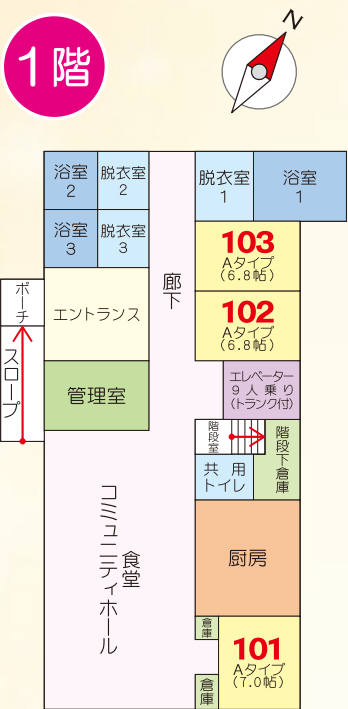 1階
N
浴室
2
脱衣室
2
脱衣室
1
浴室
1
浴室
3
脱衣室
3
103
Aタイプ
(6.8帖)
廊下
ポーチ
エントランス
102
Aタイプ
(6.8帖)
スロープ
管理室
エレベーター
9人乗り
(トランク付)
階段室
階段下倉庫
共用
トイレ
食堂
コミュニティホール
厨房
倉庫
101
Aタイプ
(7.0帖)
倉庫